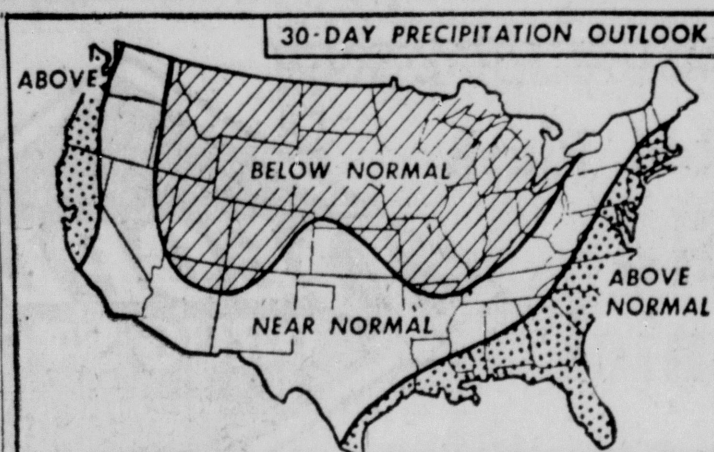 30-DAY PRECIPITATION OUTLOOK
ABOVE
BELOW NORMAL
ABOVE
NORMAL
NEAR NORMAL